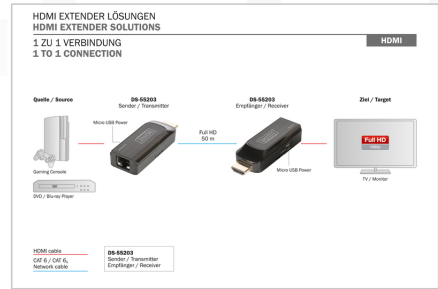 HDMI EXTENDER LÖSUNGEN
HDMI EXTENDER SOLUTIONS
1 ZU 1 VERBINDUNG
1 TO 1 CONNECTION
HDMI
Quelle / Source
DS-55203
Sender / Transmitter
DS-55203
Empfänger / Receiver
Ziel / Target
Micro USB Power
Full HD
50 m
Full HD
Micro USB Power
Gaming Console
TV / Monitor
DVD / Blu-ray Player
HDMI cable
CAT 6 / CAT 6A
Network cable
DS-55203
Sender / Transmitter
Empfänger / Receiver